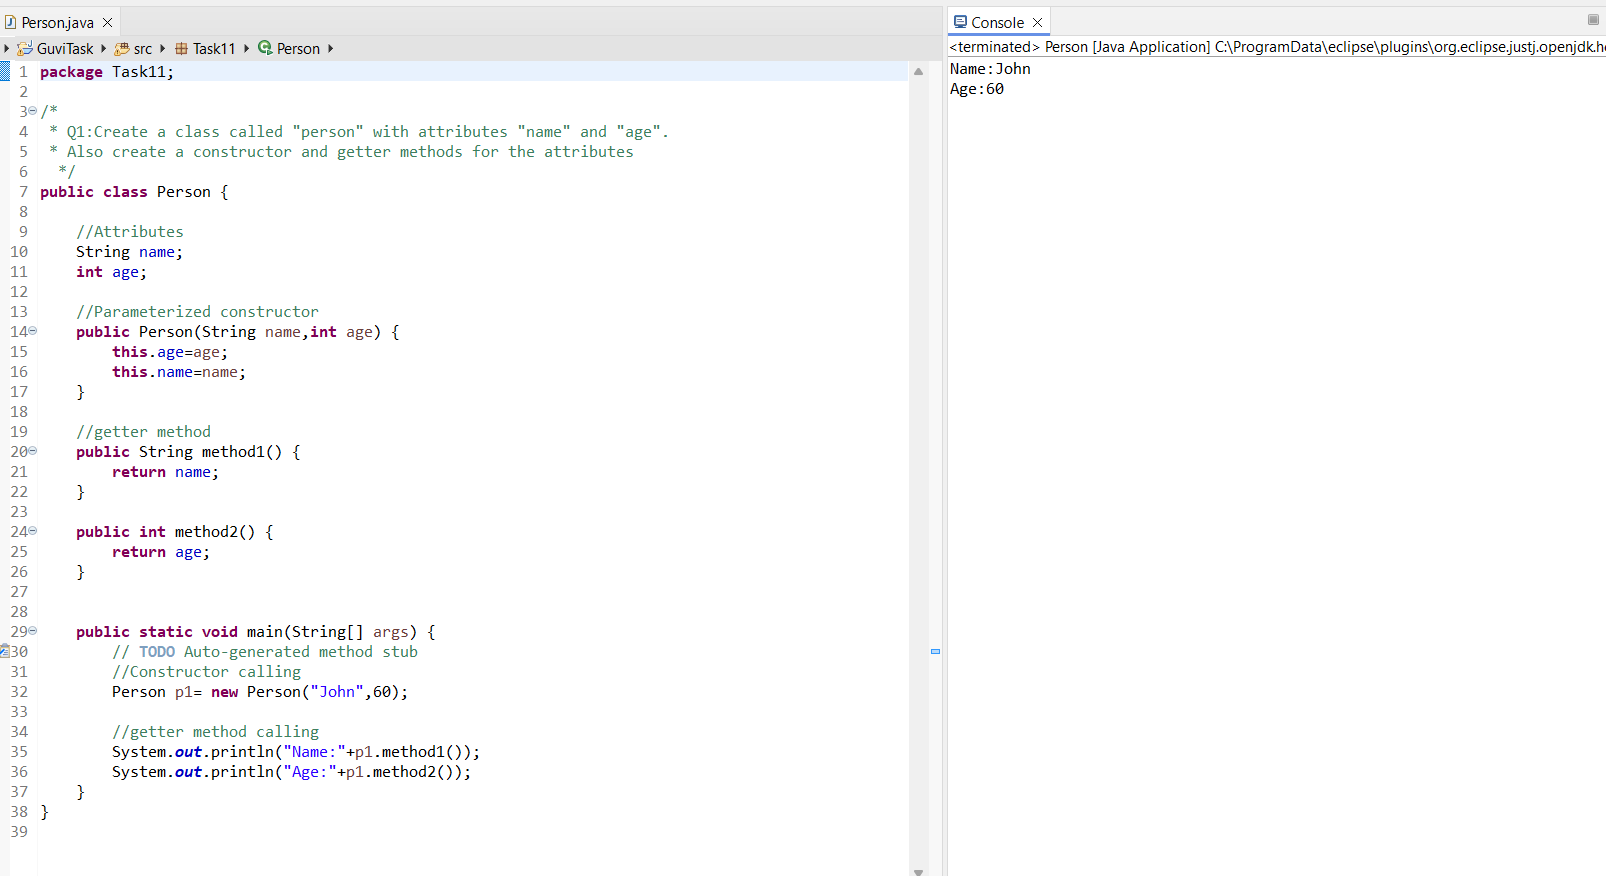 Person.java
GuviTask src Task11 Person
1 package Task11;
2
3 /*
4 * Q1:Create a class called "person" with attributes "name" and "age".
5 * Also create a constructor and getter methods for the attributes
6 */
7 public class Person {
8
9 //Attributes
10 String name;
11 int age;
12
13 //Parameterized constructor
14 public Person(String name,int age) {
15 this.age=age;
16 this.name=name;
17 }
18
19 //getter method
20 public String method1() {
21 return name;
22 }
23
24 public int method2() {
25 return age;
26 }
27
28
29 public static void main(String[] args) {
30 // TODO Auto-generated method stub
31 //Constructor calling
32 Person p1= new Person("John",60);
33
34 //getter method calling
35 System.out.println("Name:"+p1.method1());
36 System.out.println("Age:"+p1.method2());
37 }
38 }
39
Console
<terminated> Person [Java Application] C:\ProgramData\eclipse\plugins\org.eclipse.justj.openjdk.h
Name:John
Age:60